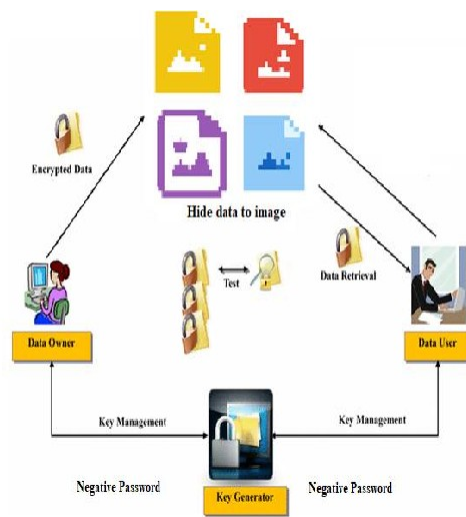 Encrypted Data
Hide data to image
Test
Data Retrieval
Data Owner
Data User
Key Management
Key Management
Negative Password
Key Generator
Negative Password